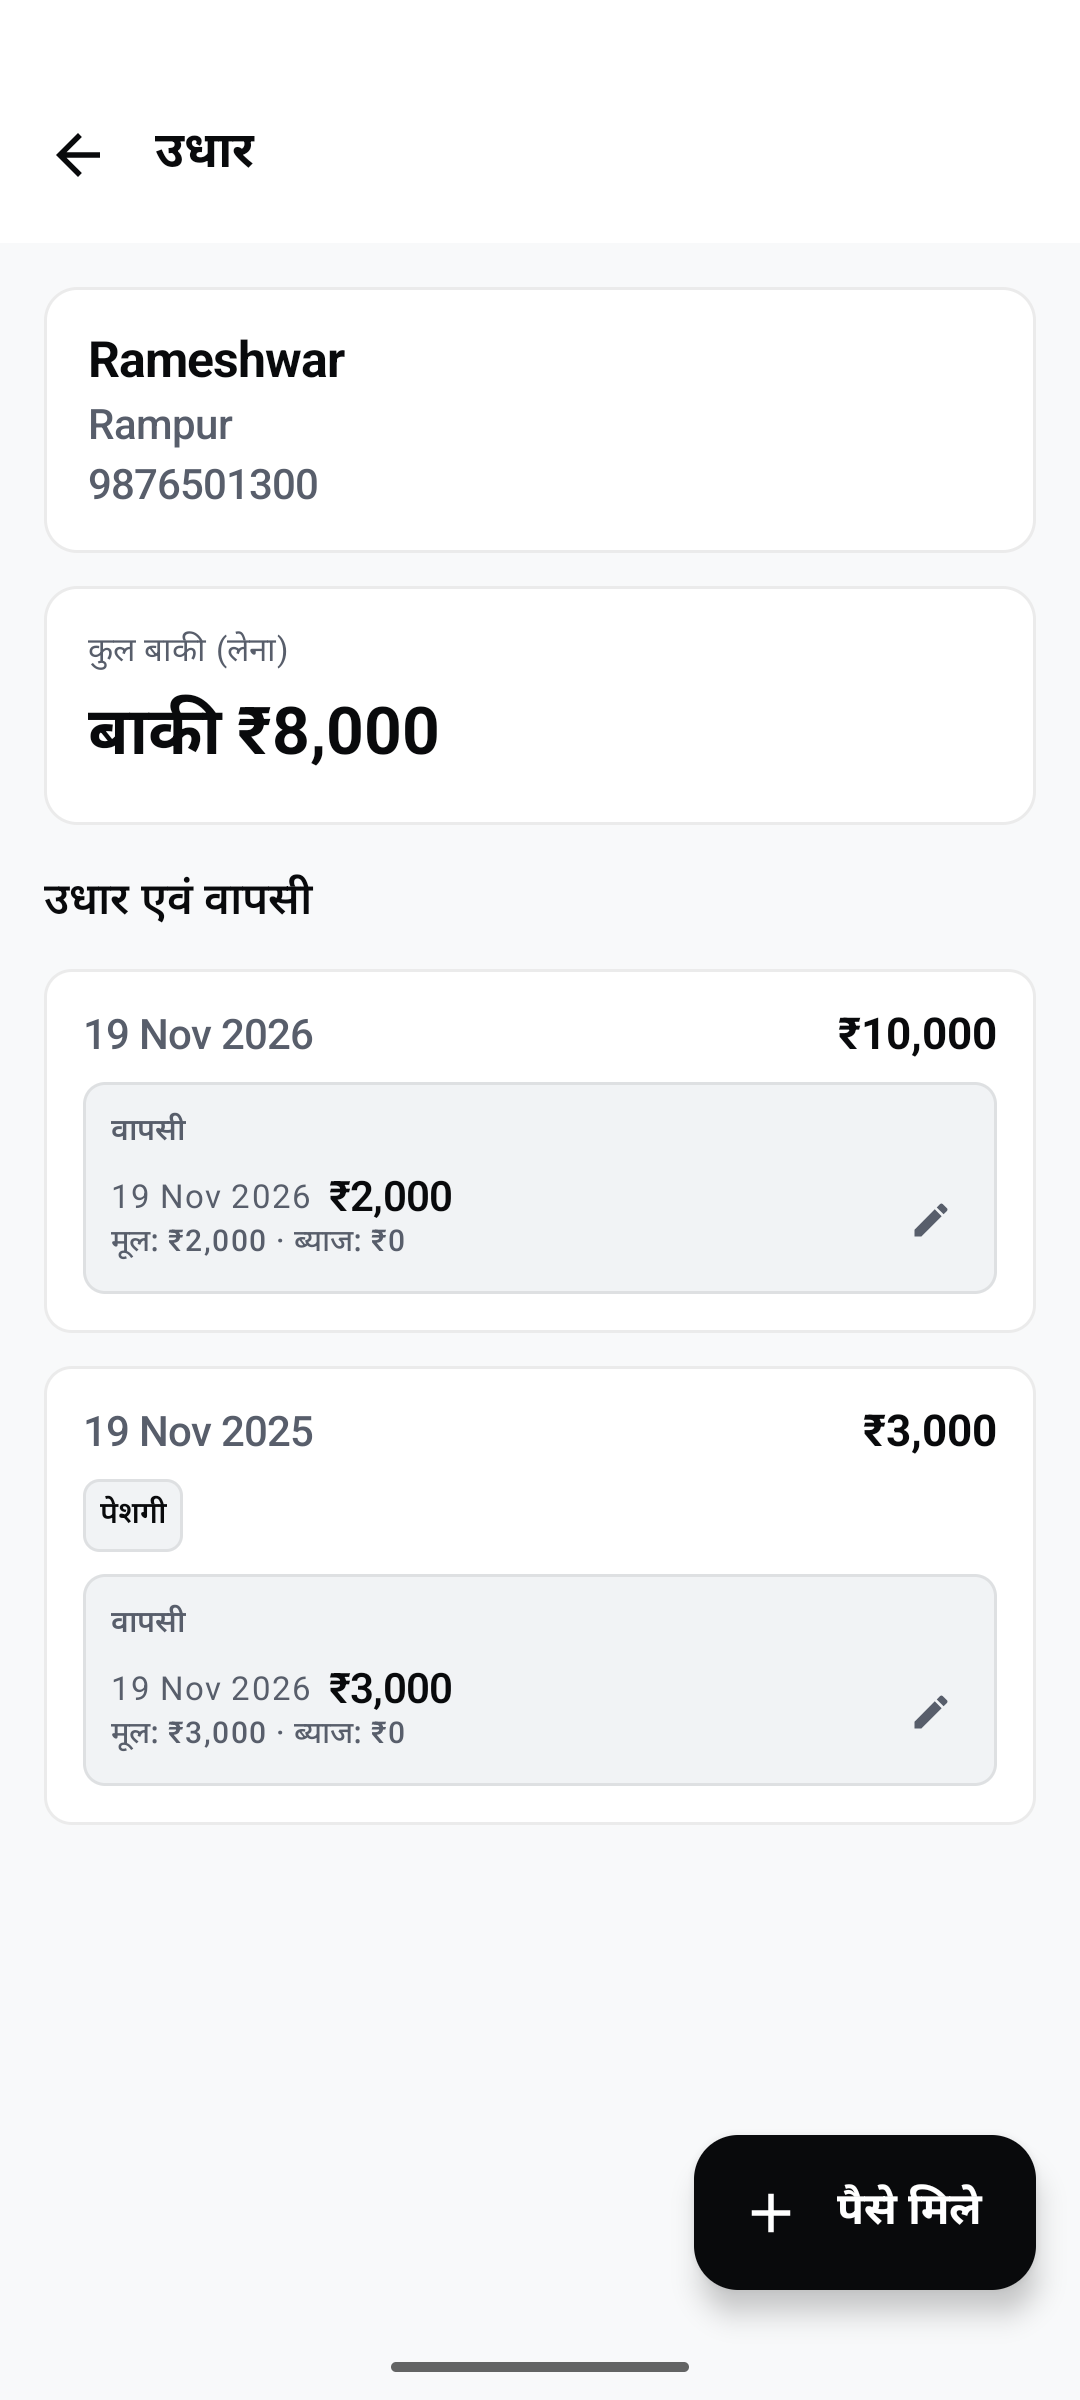 उधार
Rameshwar
Rampur
9876501300
कुल बाकी (लेना)
बाकी ₹8,000
उधार एवं वापसी
19 Nov 2026 ₹10,000
वापसी
19 Nov 2026 ₹2,000
मूल: ₹2,000 · ब्याज: ₹0
19 Nov 2025 ₹3,000
पेशगी
वापसी
19 Nov 2026 ₹3,000
मूल: ₹3,000 · ब्याज: ₹0
पैसे मिले